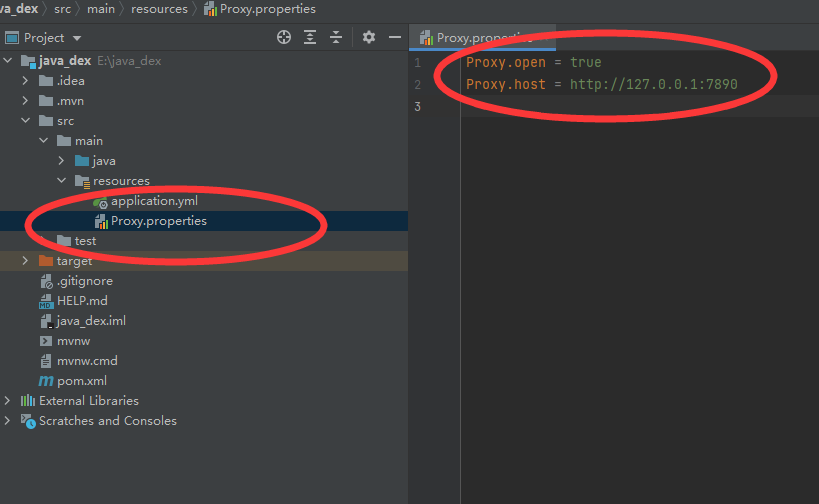 va_dex > src > main > resources > Proxy.properties
Project
Proxy.properties
java_dex E:\java_dex
.idea
.mvn
src
main
java
resources
application.yml
Proxy.properties
test
target
.gitignore
HELP.md
java_dex.iml
mvnw
mvnw.cmd
pom.xml
External Libraries
Scratches and Consoles
1 Proxy.open = true
2 Proxy.host = http://127.0.0.1:7890
3